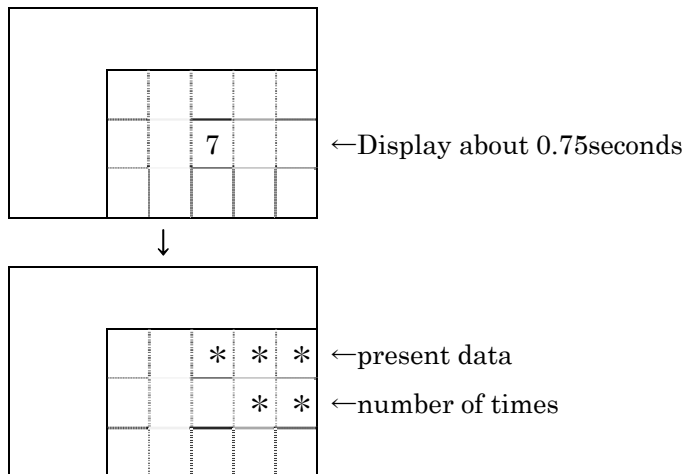 7 ←Display about 0.75seconds
↓
* * * ←present data
* * ←number of times